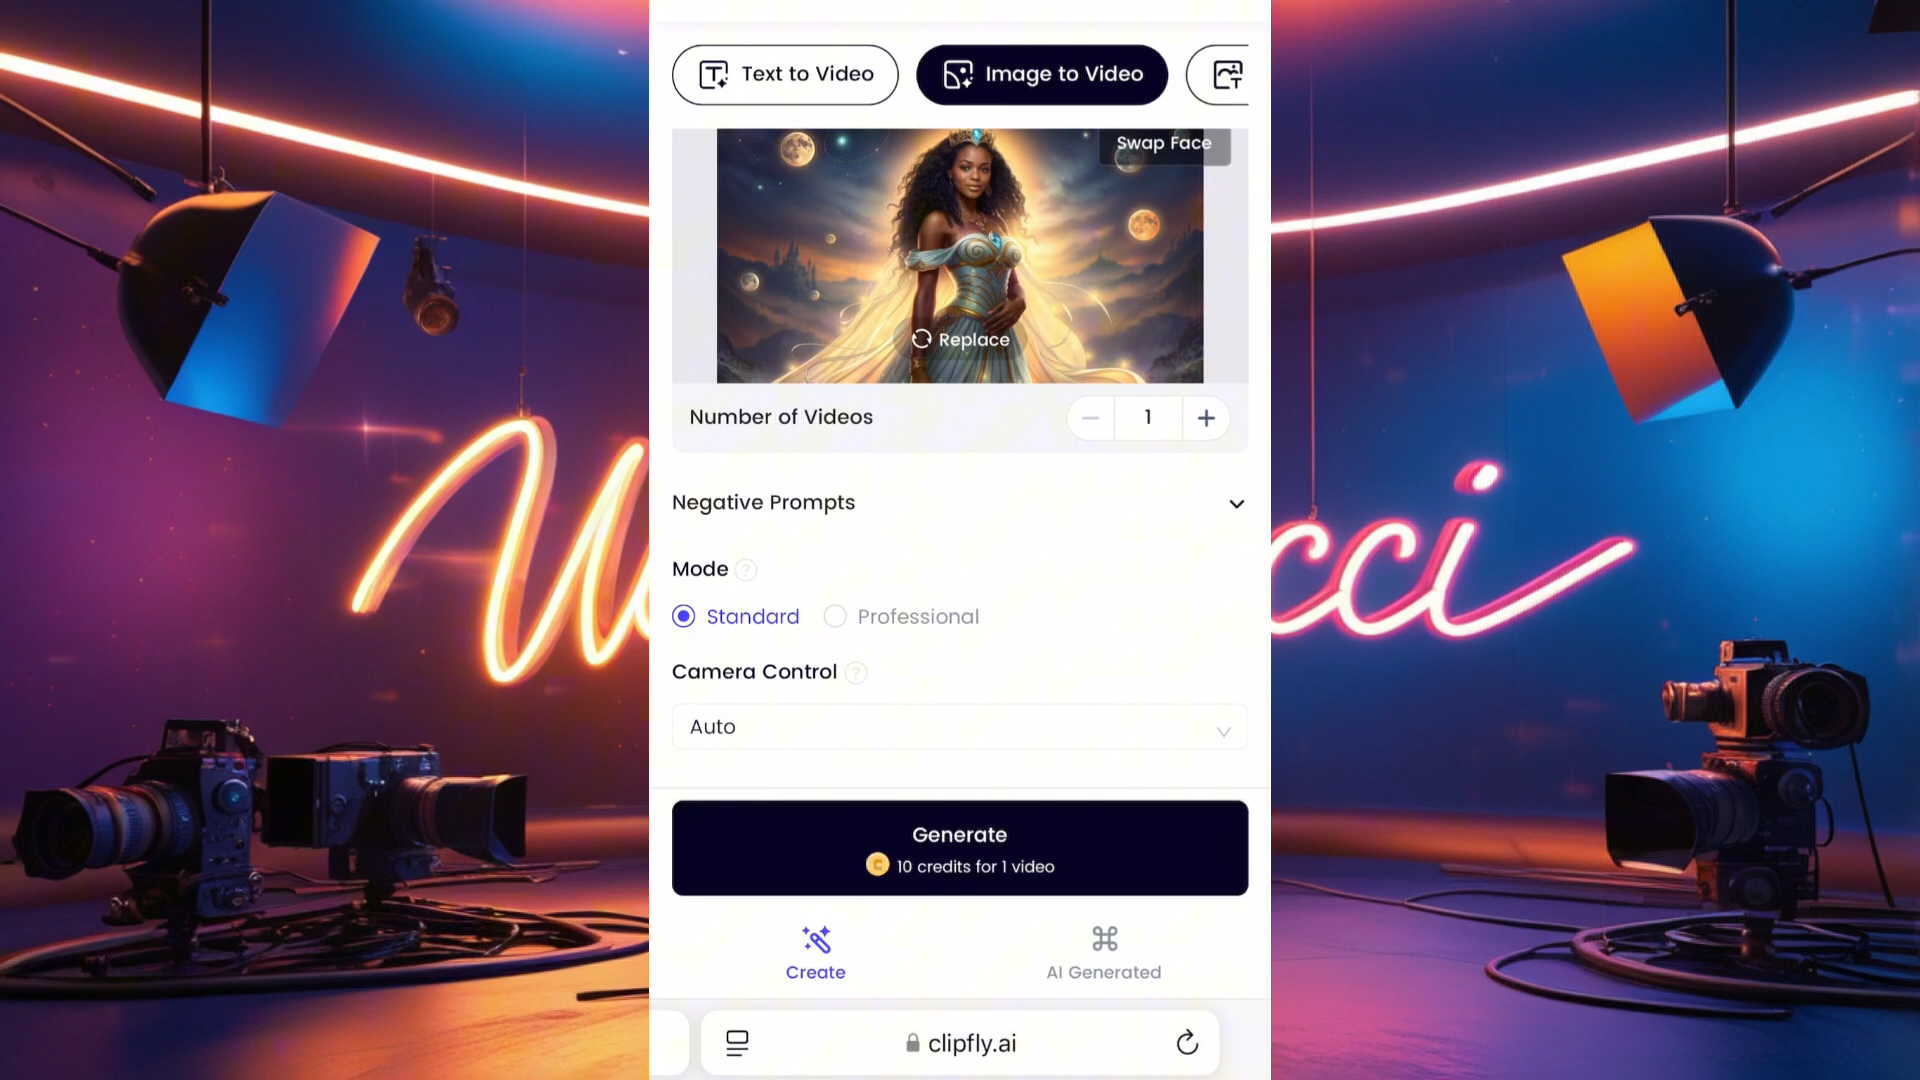 Text to Video
Image to Video
Swap Face
Replace
Number of Videos
1
Negative Prompts
Mode ?
Standard
Professional
Camera Control ?
Auto
Generate
10 credits for 1 video
Create
AI Generated
clipfly.ai
cci